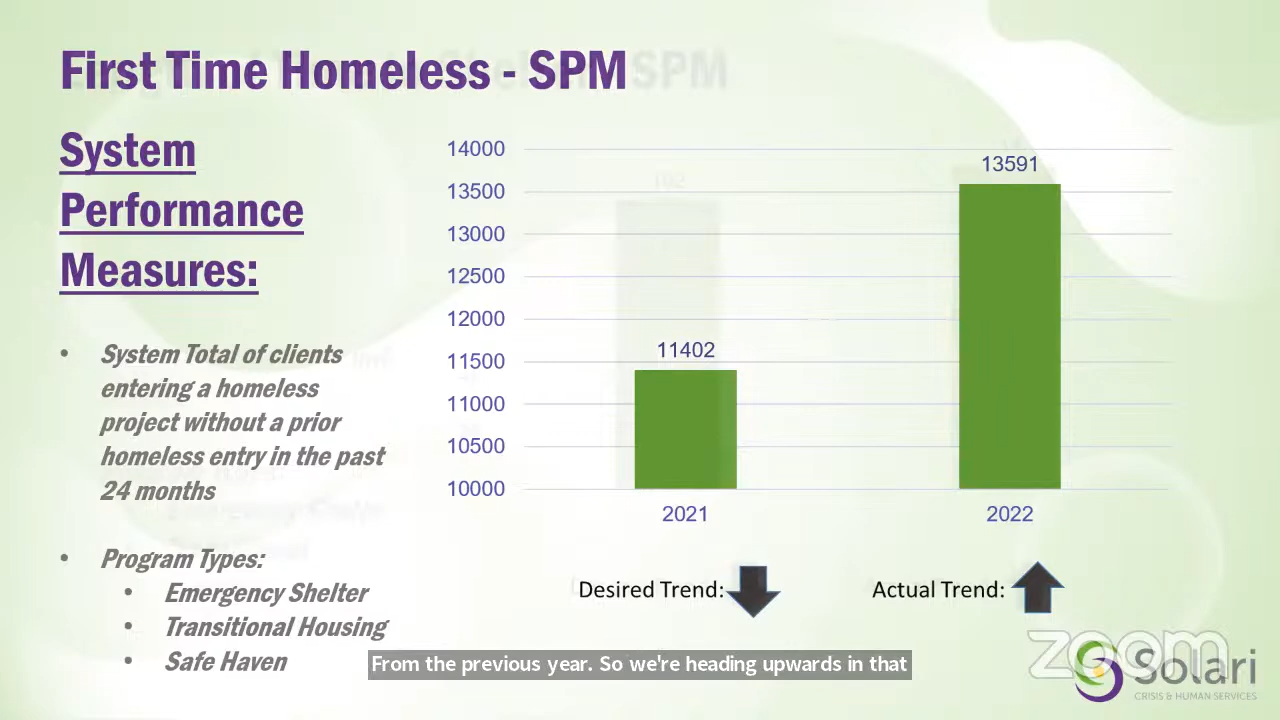 First Time Homeless - SPM
System
Performance
Measures:
• System Total of clients
entering a homeless
project without a prior
homeless entry in the past
24 months
• Program Types:
• Emergency Shelter
• Transitional Housing
• Safe Haven
14000
13500
13000
12500
12000
11500
11000
10500
10000
11402
13591
2021
2022
Desired Trend:
Actual Trend:
From the previous year. So we're heading upwards in that
zoom
Solari
CRISIS & HUMAN SERVICES